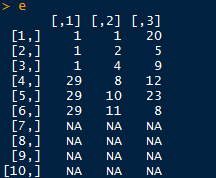 > e
[,1] [,2] [,3]
[1,] 1 1 20
[2,] 1 2 5
[3,] 1 4 9
[4,] 29 8 12
[5,] 29 10 23
[6,] 29 11 8
[7,] NA NA NA
[8,] NA NA NA
[9,] NA NA NA
[10,] NA NA NA